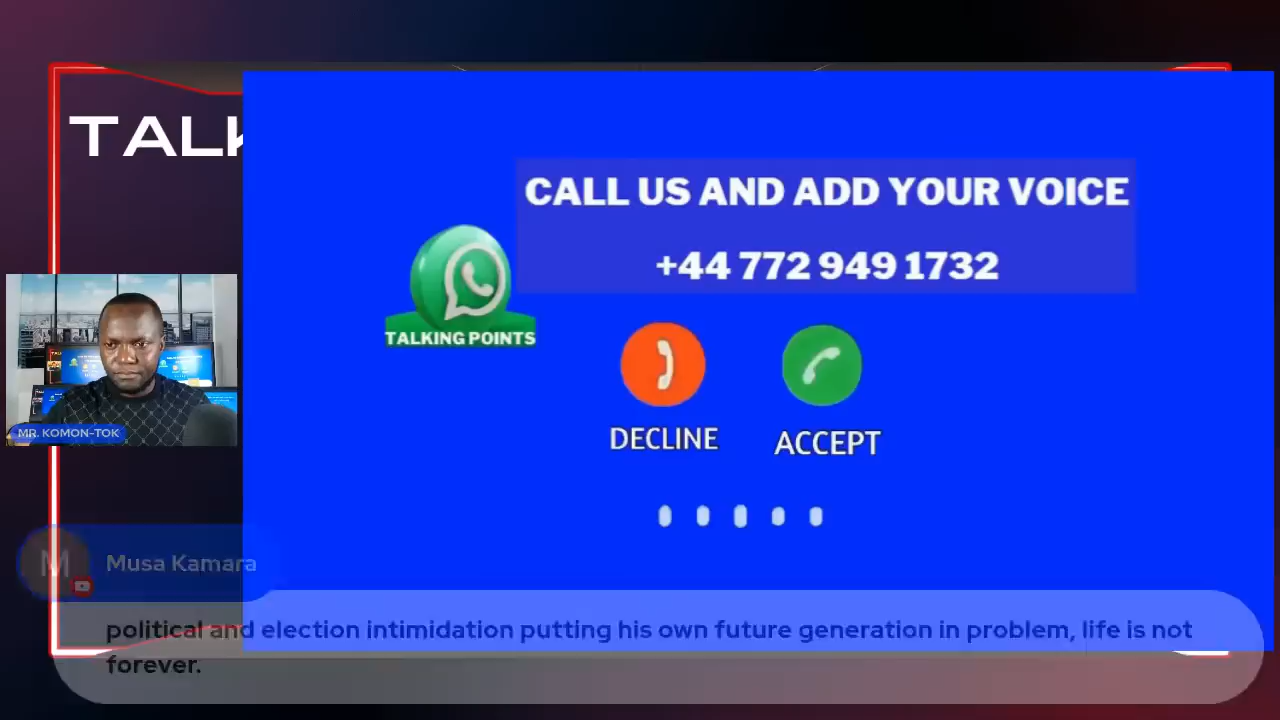 TALK
CALL US AND ADD YOUR VOICE
+44 772 949 1732
TALKING POINTS
DECLINE
ACCEPT
MR. KOMON-TOK
M
Musa Kamara
political and election intimidation putting his own future generation in problem, life is not
forever.